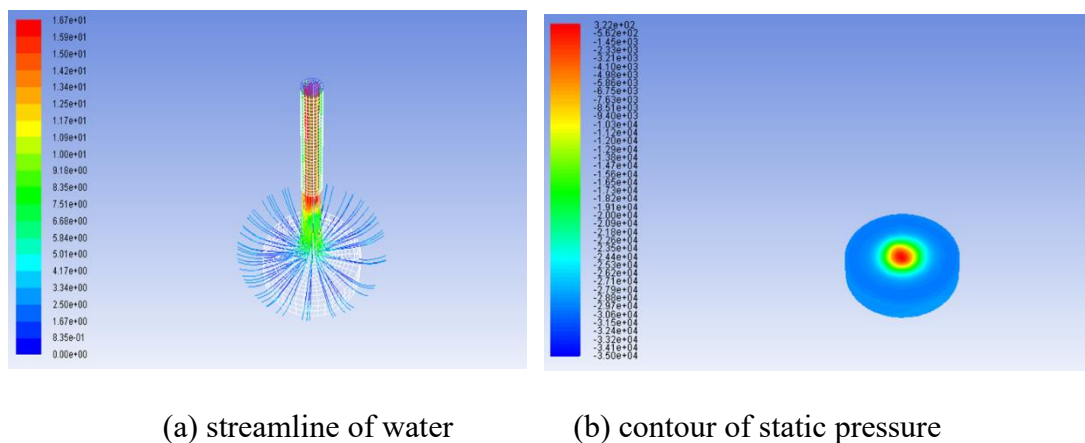 1.67e+01
1.59e+01
1.50e+01
1.42e+01
1.34e+01
1.25e+01
1.17e+01
1.09e+01
1.00e+01
9.18e+00
8.35e+00
7.51e+00
6.68e+00
5.84e+00
5.01e+00
4.17e+00
3.34e+00
2.50e+00
1.67e+00
8.35e-01
0.00e+00
3.22e+02
-5.62e+02
-1.45e+03
-2.33e+03
-3.21e+03
-4.10e+03
-4.98e+03
-5.86e+03
-6.75e+03
-7.63e+03
-8.51e+03
-9.40e+03
-1.03e+04
-1.12e+04
-1.20e+04
-1.29e+04
-1.38e+04
-1.47e+04
-1.56e+04
-1.65e+04
-1.73e+04
-1.82e+04
-1.91e+04
-2.00e+04
-2.09e+04
-2.18e+04
-2.26e+04
-2.35e+04
-2.44e+04
-2.53e+04
-2.62e+04
-2.71e+04
-2.79e+04
-2.88e+04
-2.97e+04
-3.06e+04
-3.15e+04
-3.24e+04
-3.32e+04
-3.41e+04
-3.50e+04
(a) streamline of water
(b) contour of static pressure